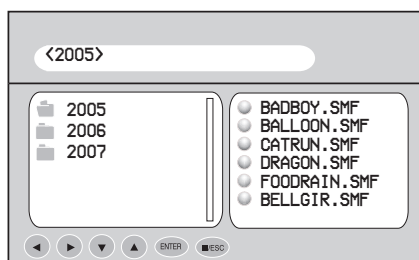 <2005>
2005
2006
2007
BADBOY.SMF
BALLOON.SMF
CATRUN.SMF
DRAGON.SMF
FOODRAIN.SMF
BELLGIR.SMF
ENTER
■/ESC